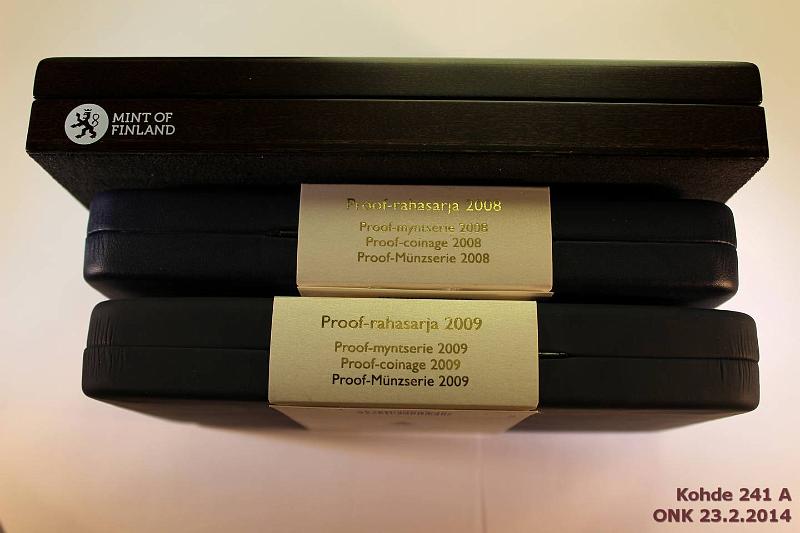 MINT OF
FINLAND
Proof-rahasarja 2008
Proof-myntserie 2008
Proof-coinage 2008
Proof-Münzserie 2008
Proof-rahasarja 2009
Proof-myntserie 2009
Proof-coinage 2009
Proof-Münzserie 2009
Kohde 241 A
ONK 23.2.2014